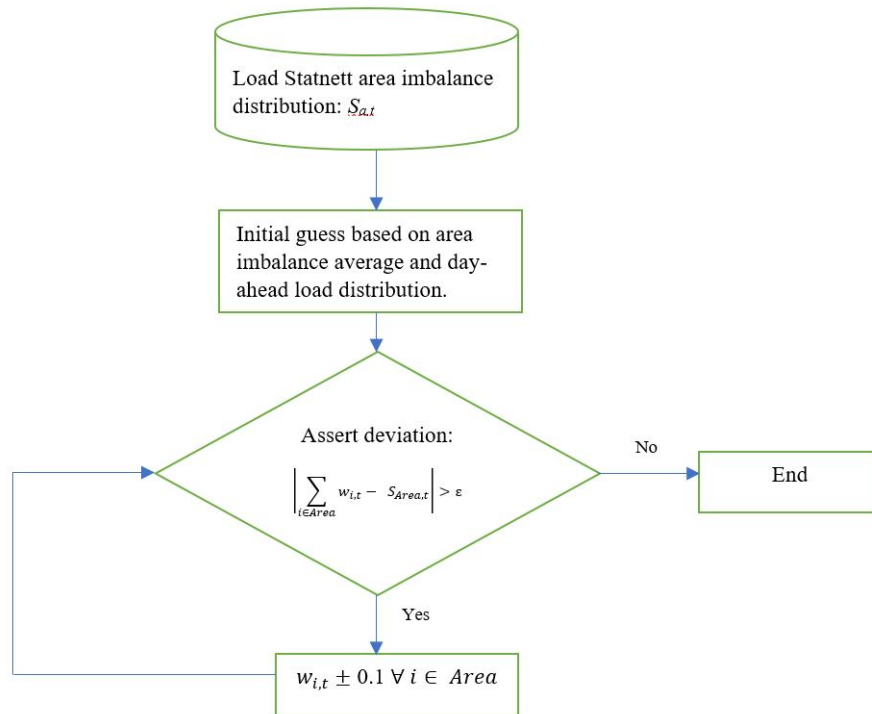 Load Statnett area imbalance
distribution: Sₐ,ₜ
Initial guess based on area
imbalance average and day-
ahead load distribution.
Assert deviation:
|∑_{i∈Area} w_{i,t} − S_{Area,t}| > ε
No
End
Yes
w_{i,t} ± 0.1 ∀ i ∈ Area